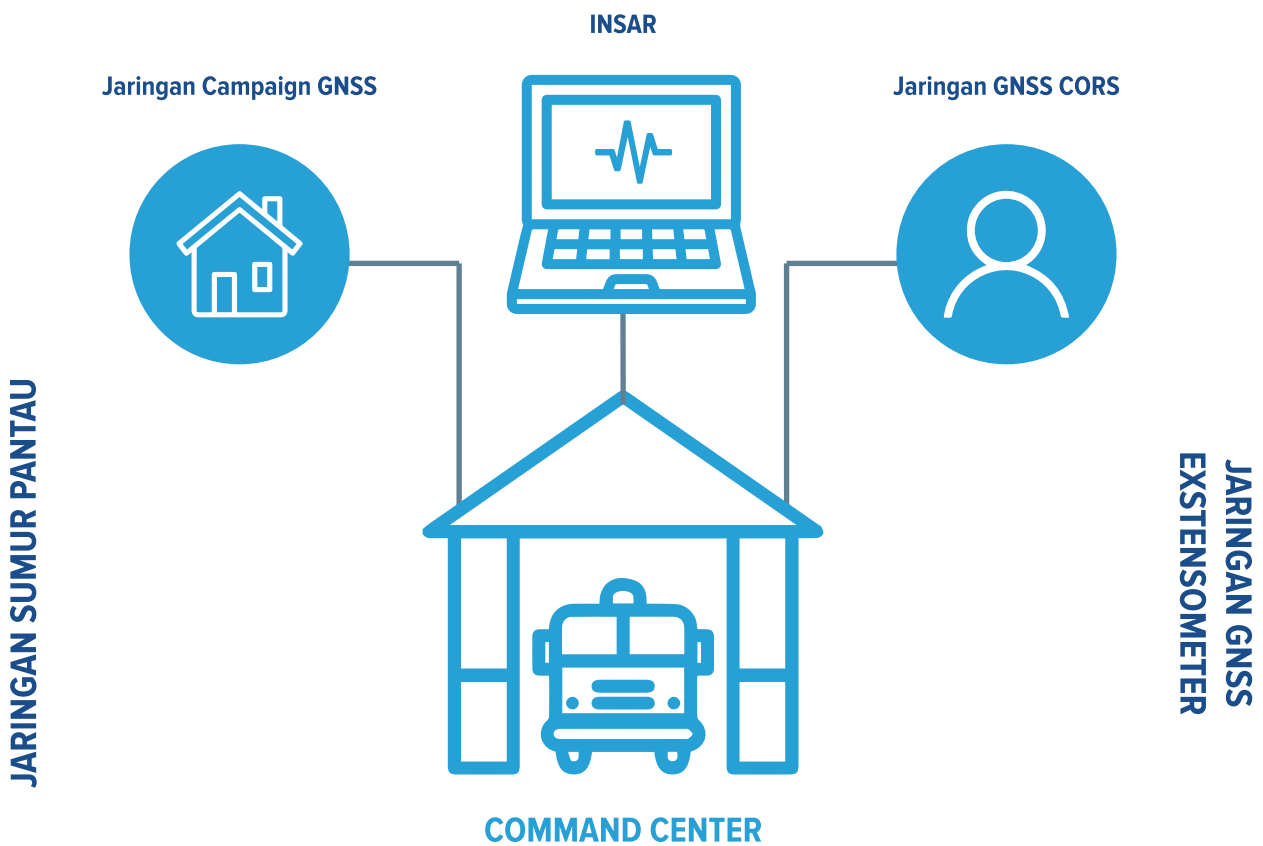 INSAR
Jaringan Campaign GNSS
Jaringan GNSS CORS
JARINGAN SUMUR PANTAU
JARINGAN GNSS
EXSTENSOMETER
COMMAND CENTER